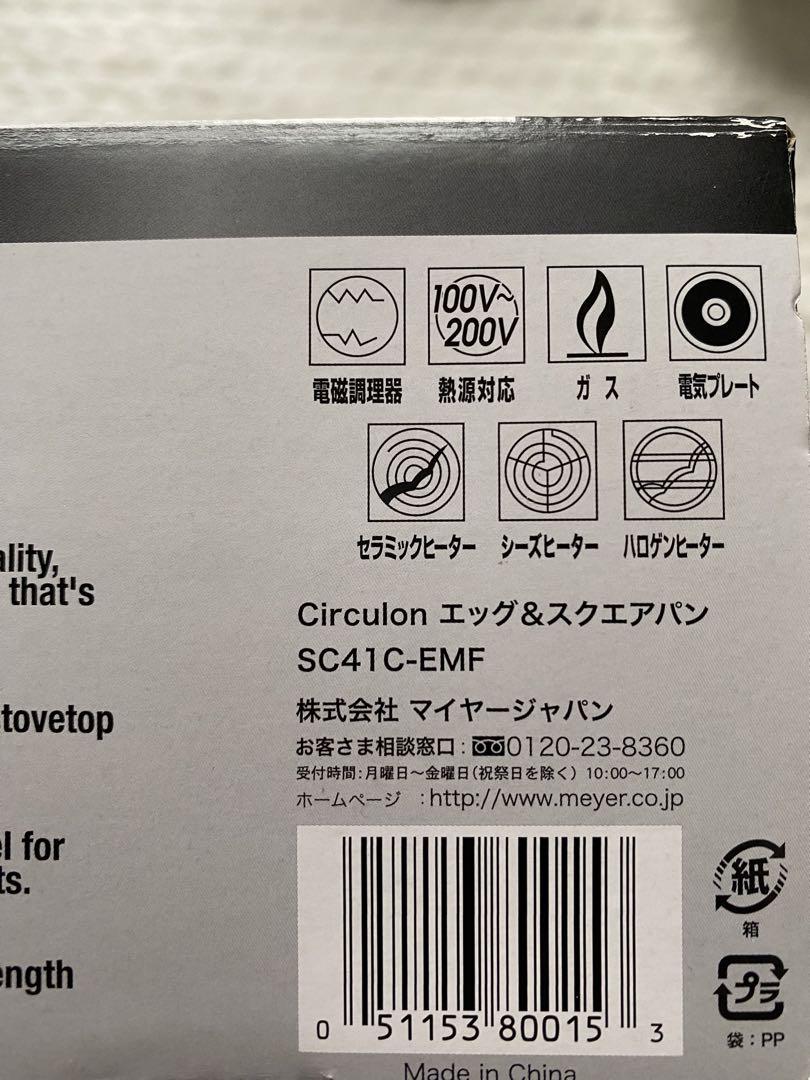 100V~
200V
電磁調理器 熱源対応 ガス 電気プレート
セラミックヒーター シーズヒーター ハロゲンヒーター
ality,
that's
Circulon エッグ&スクエアパン
SC41C-EMF
株式会社 マイヤージャパン
tovetop
お客さま相談窓口:0120-23-8360
受付時間:月曜日〜金曜日(祝祭日を除く) 10:00〜17:00
ホームページ :http://www.meyer.co.jp
el for
ts.
紙
箱
ength
プラ
袋:PP
0 51153 80015 3
Made in China